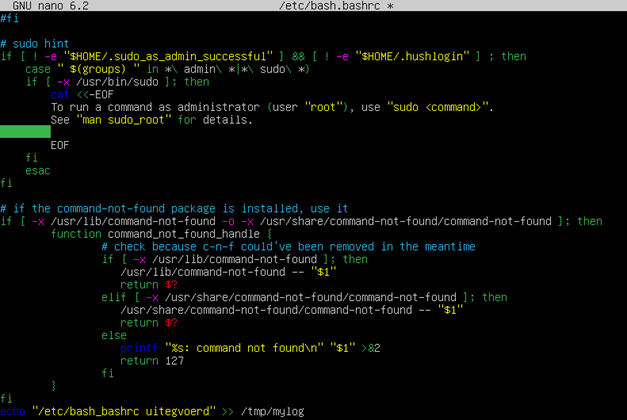 GNU nano 6.2 /etc/bash.bashrc *
#fi
# sudo hint
if [ ! -e "$HOME/.sudo_as_admin_successful" ] && [ ! -e "$HOME/.hushlogin" ] ; then
    case " $(groups) " in *\ admin\ *|*\ sudo\ *)
    if [ -x /usr/bin/sudo ]; then
        cat <<-EOF
        To run a command as administrator (user "root"), use "sudo <command>".
        See "man sudo_root" for details.
        EOF
    fi
    esac
fi
# if the command-not-found package is installed, use it
if [ -x /usr/lib/command-not-found -o -x /usr/share/command-not-found/command-not-found ]; then
        function command_not_found_handle {
                # check because c-n-f could've been removed in the meantime
                if [ -x /usr/lib/command-not-found ]; then
                   /usr/lib/command-not-found -- "$1"
                   return $?
                elif [ -x /usr/share/command-not-found/command-not-found ]; then
                   /usr/share/command-not-found/command-not-found -- "$1"
                   return $?
                else
                   printf "%s: command not found\n" "$1" >&2
                   return 127
                fi
        }
fi
echo "/etc/bash_bashrc uitegvoerd" >> /tmp/mylog